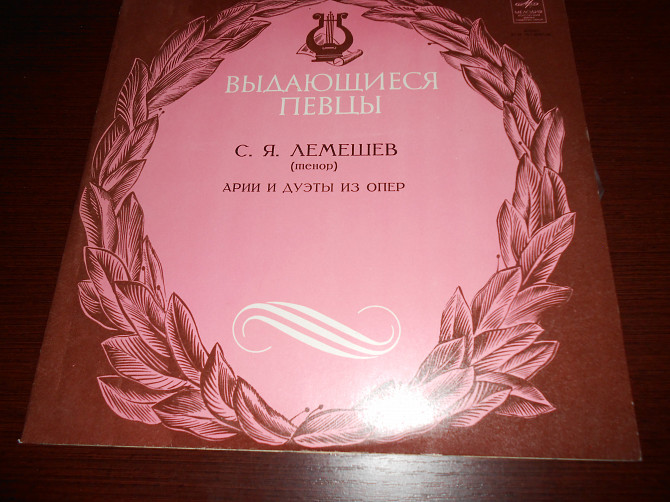 ВЫДАЮЩИЕСЯ
ПЕВЦЫ
С. Я. ЛЕМЕШЕВ
(тенор)
АРИИ И ДУЭТЫ ИЗ ОПЕР